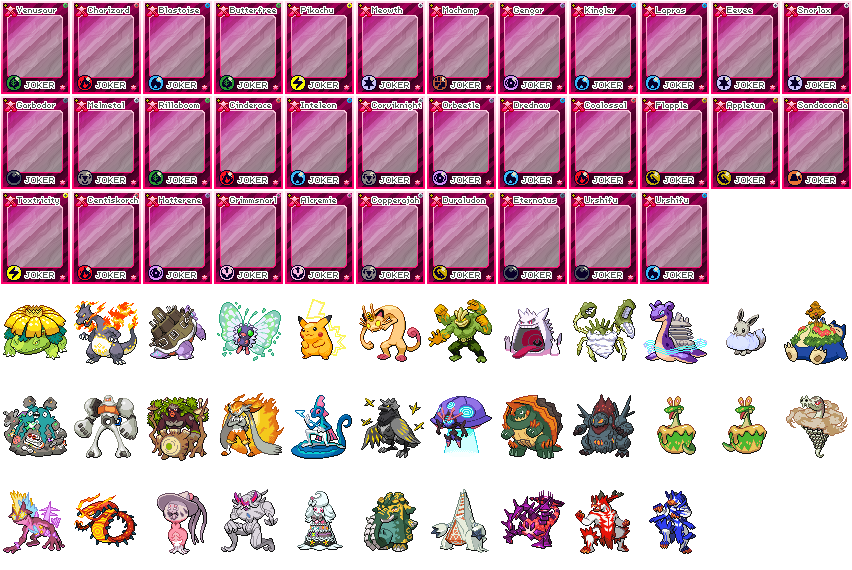 Venusaur Charizard Blastoise Butterfree Pikachu Meowth Machamp Gengar Kingler Lapras Eevee Snorlax
JOKER JOKER JOKER JOKER JOKER JOKER JOKER JOKER JOKER JOKER JOKER JOKER
Garbodor Melmetal Rillaboom Cinderace Inteleon Corviknight Orbeetle Drednaw Coalossal Flapple Appletun Sandaconda
JOKER JOKER JOKER JOKER JOKER JOKER JOKER JOKER JOKER JOKER JOKER JOKER
Toxtricity Centiskorch Hatterene Grimmsnarl Alcremie Copperajah Duraludon Eternatus Urshifu Urshifu
JOKER JOKER JOKER JOKER JOKER JOKER JOKER JOKER JOKER JOKER